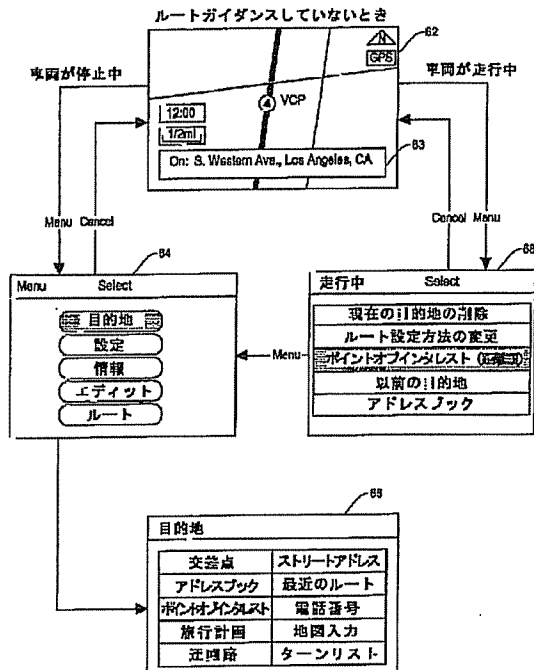 ルートガイダンスしていないとき
62
N
GPS
車両が停止中
車両が走行中
VCP
12:00
1/2ml
On: S. Western Ave., Los Angeles, CA
63
Menu Cancel
Cancel Menu
64
Menu Select
目的地
設定
情報
エディット
ルート
走行中 Select
現在の目的地の削除
ルート設定方法の変更
ポイントオブインタレスト
以前の目的地
アドレスブック
Menu
目的地
交差点
ストリートアドレス
アドレスブック
最近のルート
ポイントオブインタレスト
電話番号
旅行計画
地図入力
迂回路
ターンリスト